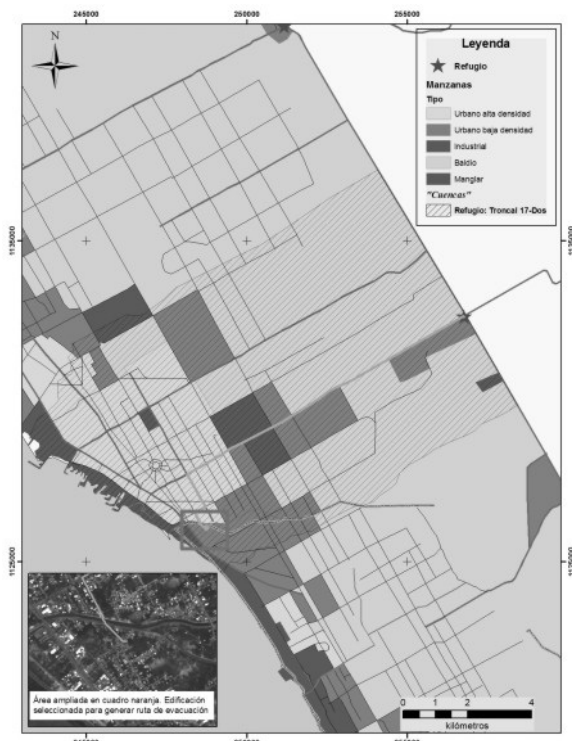 245000 250000 255000
N
Leyenda
Refugio
Manzanas
Tipo
Urbano alta densidad
Urbano baja densidad
Industrial
Baldío
Manglar
"Cuencas"
Refugio: Troncal 17-Dos
1135000 1135000
1125000 1125000
Área ampliada en cuadro naranja. Edificación
seleccionada para generar ruta de evacuación
0 1 2 4
kilómetros